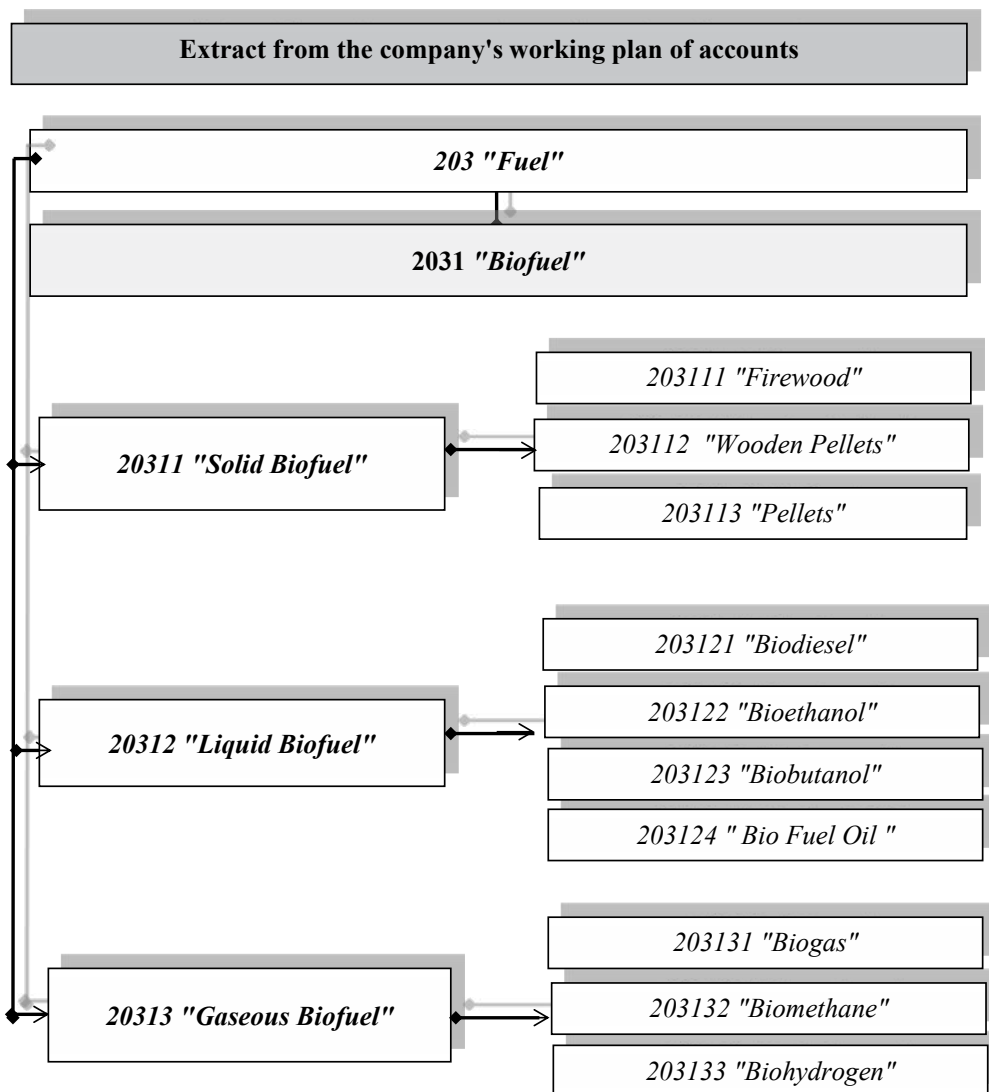 Extract from the company's working plan of accounts
203 "Fuel"
2031 "Biofuel"
20311 "Solid Biofuel"
203111 "Firewood"
203112 "Wooden Pellets"
203113 "Pellets"
20312 "Liquid Biofuel"
203121 "Biodiesel"
203122 "Bioethanol"
203123 "Biobutanol"
203124 " Bio Fuel Oil "
20313 "Gaseous Biofuel"
203131 "Biogas"
203132 "Biomethane"
203133 "Biohydrogen"